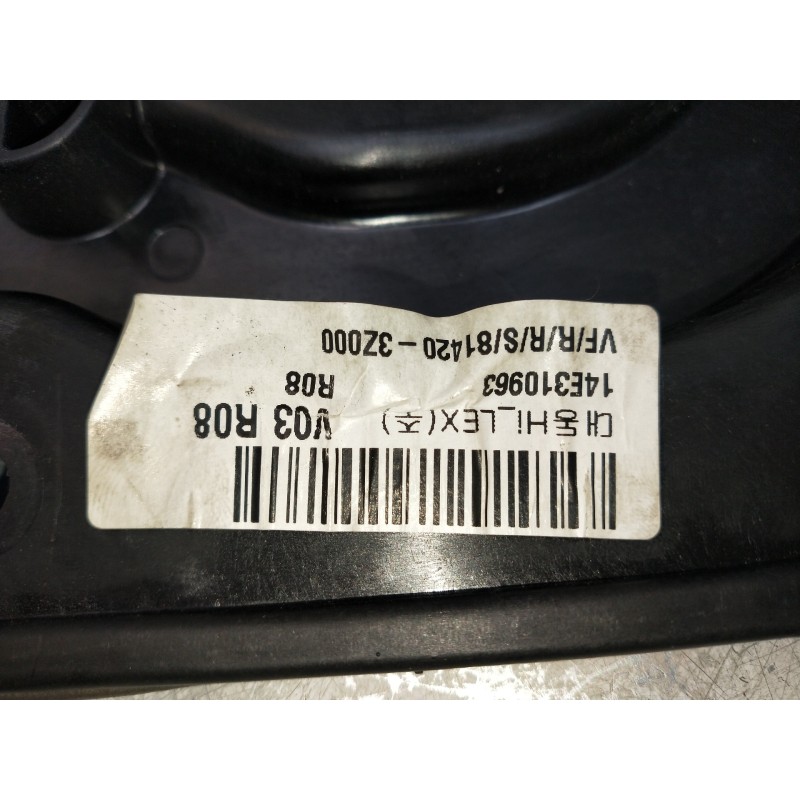 VF/R/R/S/81420-3Z000
14E310963 R08
대동Hi_LEX(주) V03 R08